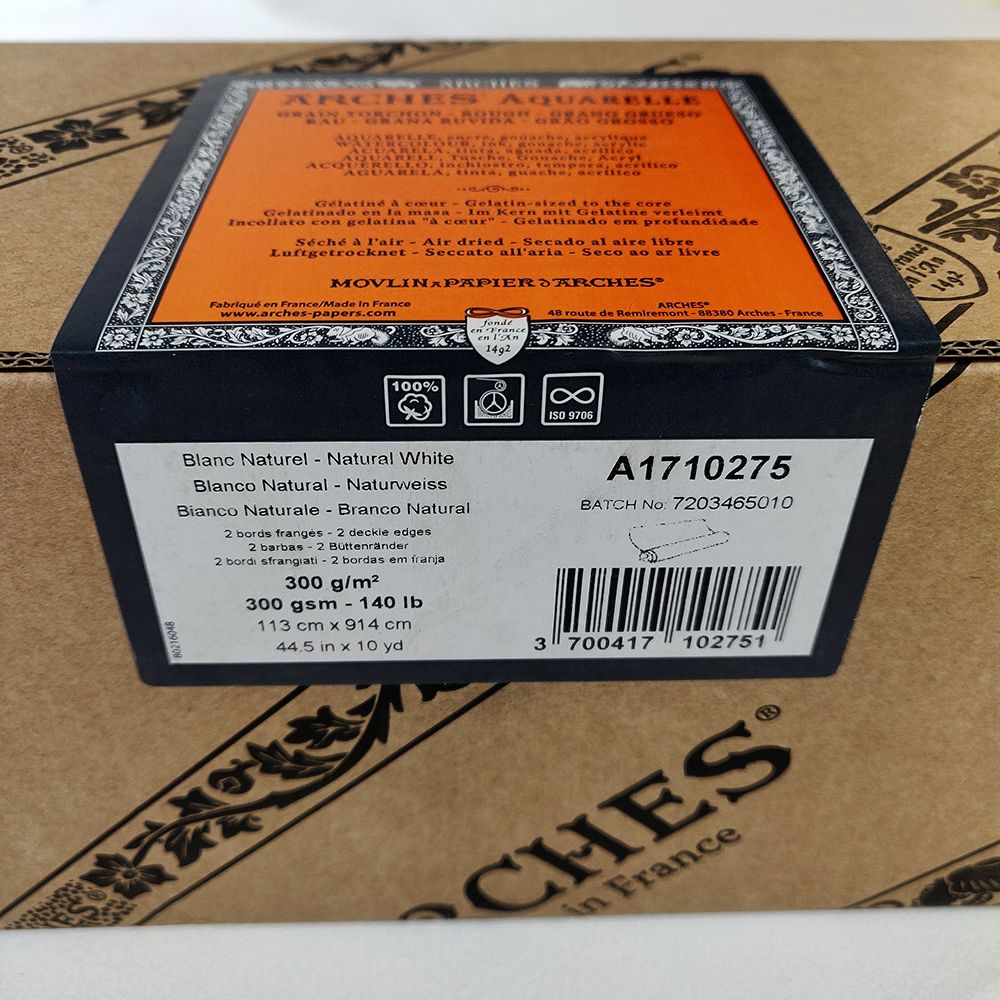 ARCHES
ARCHES AQUARELLE
GRAIN TORCHON - ROUGH - GRANO GRUESO
RAU - GRANA RUVIDA - GRÃO GROSSO
AQUARELLE, encre, gouache, acrylique
WATERCOLOUR, ink, gouache, acrylic
ACUARELA, tinta, aguada, acrílico
AQUARELL, Tusche, Gouache, Acryl
ACQUERELLO, inchiostro, tempera, acrilico
AGUARELA, tinta, guache, acrílico
Gélatiné à cœur - Gelatin-sized to the core
Gelatinado en la masa - Im Kern mit Gelatine verleimt
Incollato con gelatina "à cœur" - Gelatinado em profundidade
Séché à l'air - Air dried - Secado al aire libre
Luftgetrocknet - Seccato all'aria - Seco ao ar livre
MOVLIN A PAPIER D ARCHES®
Fabriqué en France/Made in France
www.arches-papers.com
ARCHES®
48 route de Remiremont - 88380 Arches - France
fondé
en France
en l'An
1492
France
en l'An
1492
100%
ISO 9706
Blanc Naturel - Natural White
Blanco Natural - Naturweiss
Bianco Naturale - Branco Natural
2 bords frangés - 2 deckle edges
2 barbas - 2 Büttenränder
2 bordi sfrangiati - 2 bordas em franja
300 g/m²
300 gsm - 140 lb
113 cm x 914 cm
44.5 in x 10 yd
80216048
A1710275
BATCH No: 7203465010
3 700417 102751
CHES®
in France